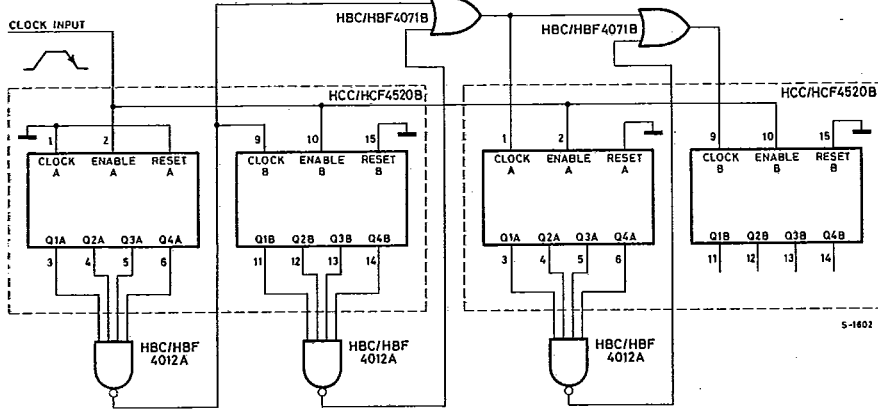 CLOCK INPUT
HBC/HBF4071B
HBC/HBF4071B
HCC/HCF4520B
HCC/HCF4520B
1 2 15
9 10 15
1 2 15
9 10 15
CLOCK A
ENABLE A
RESET A
CLOCK B
ENABLE B
RESET B
CLOCK A
ENABLE A
RESET A
CLOCK B
ENABLE B
RESET B
Q1A Q2A Q3A Q4A
Q1B Q2B Q3B Q4B
Q1A Q2A Q3A Q4A
Q1B Q2B Q3B Q4B
3 4 5 6
11 12 13 14
3 4 5 6
11 12 13 14
S-1602
HBC/HBF
4012A
HBC/HBF
4012A
HBC/HBF
4012A